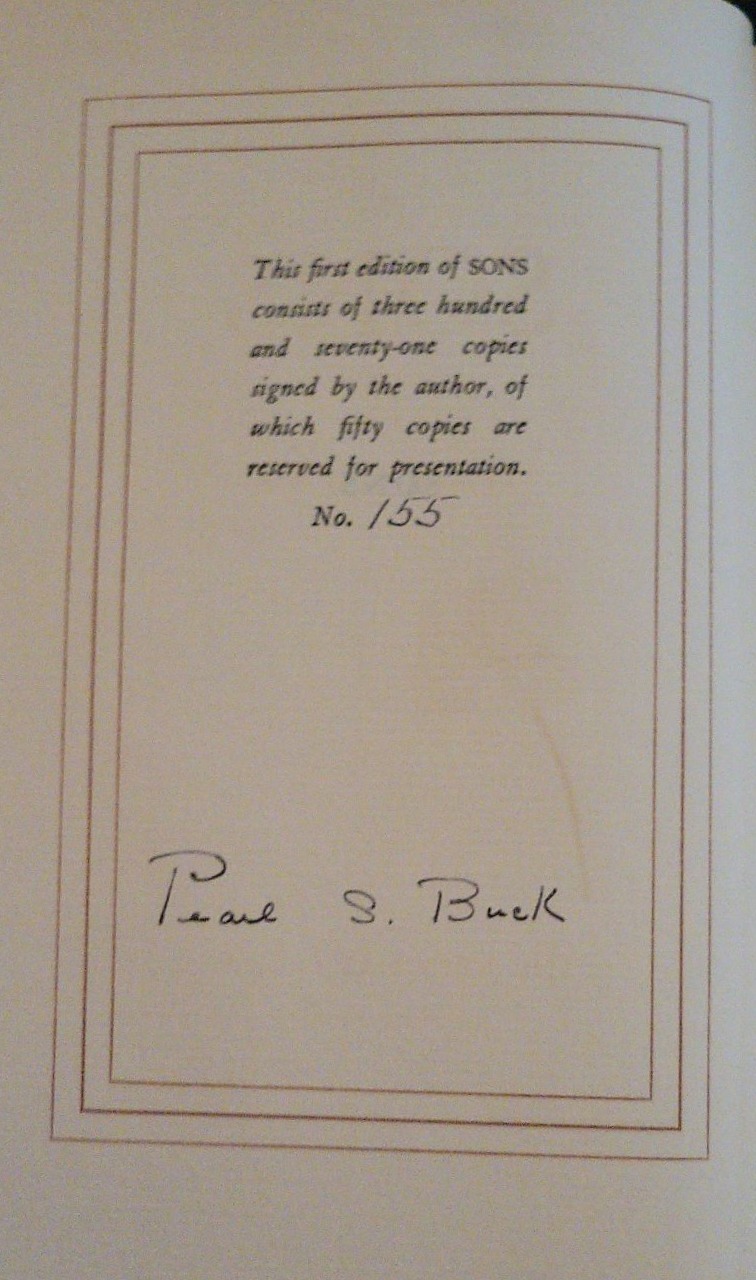 This first edition of SONS
consists of three hundred
and seventy-one copies
signed by the author, of
which fifty copies are
reserved for presentation.
No. 155
Pearl S. Buck